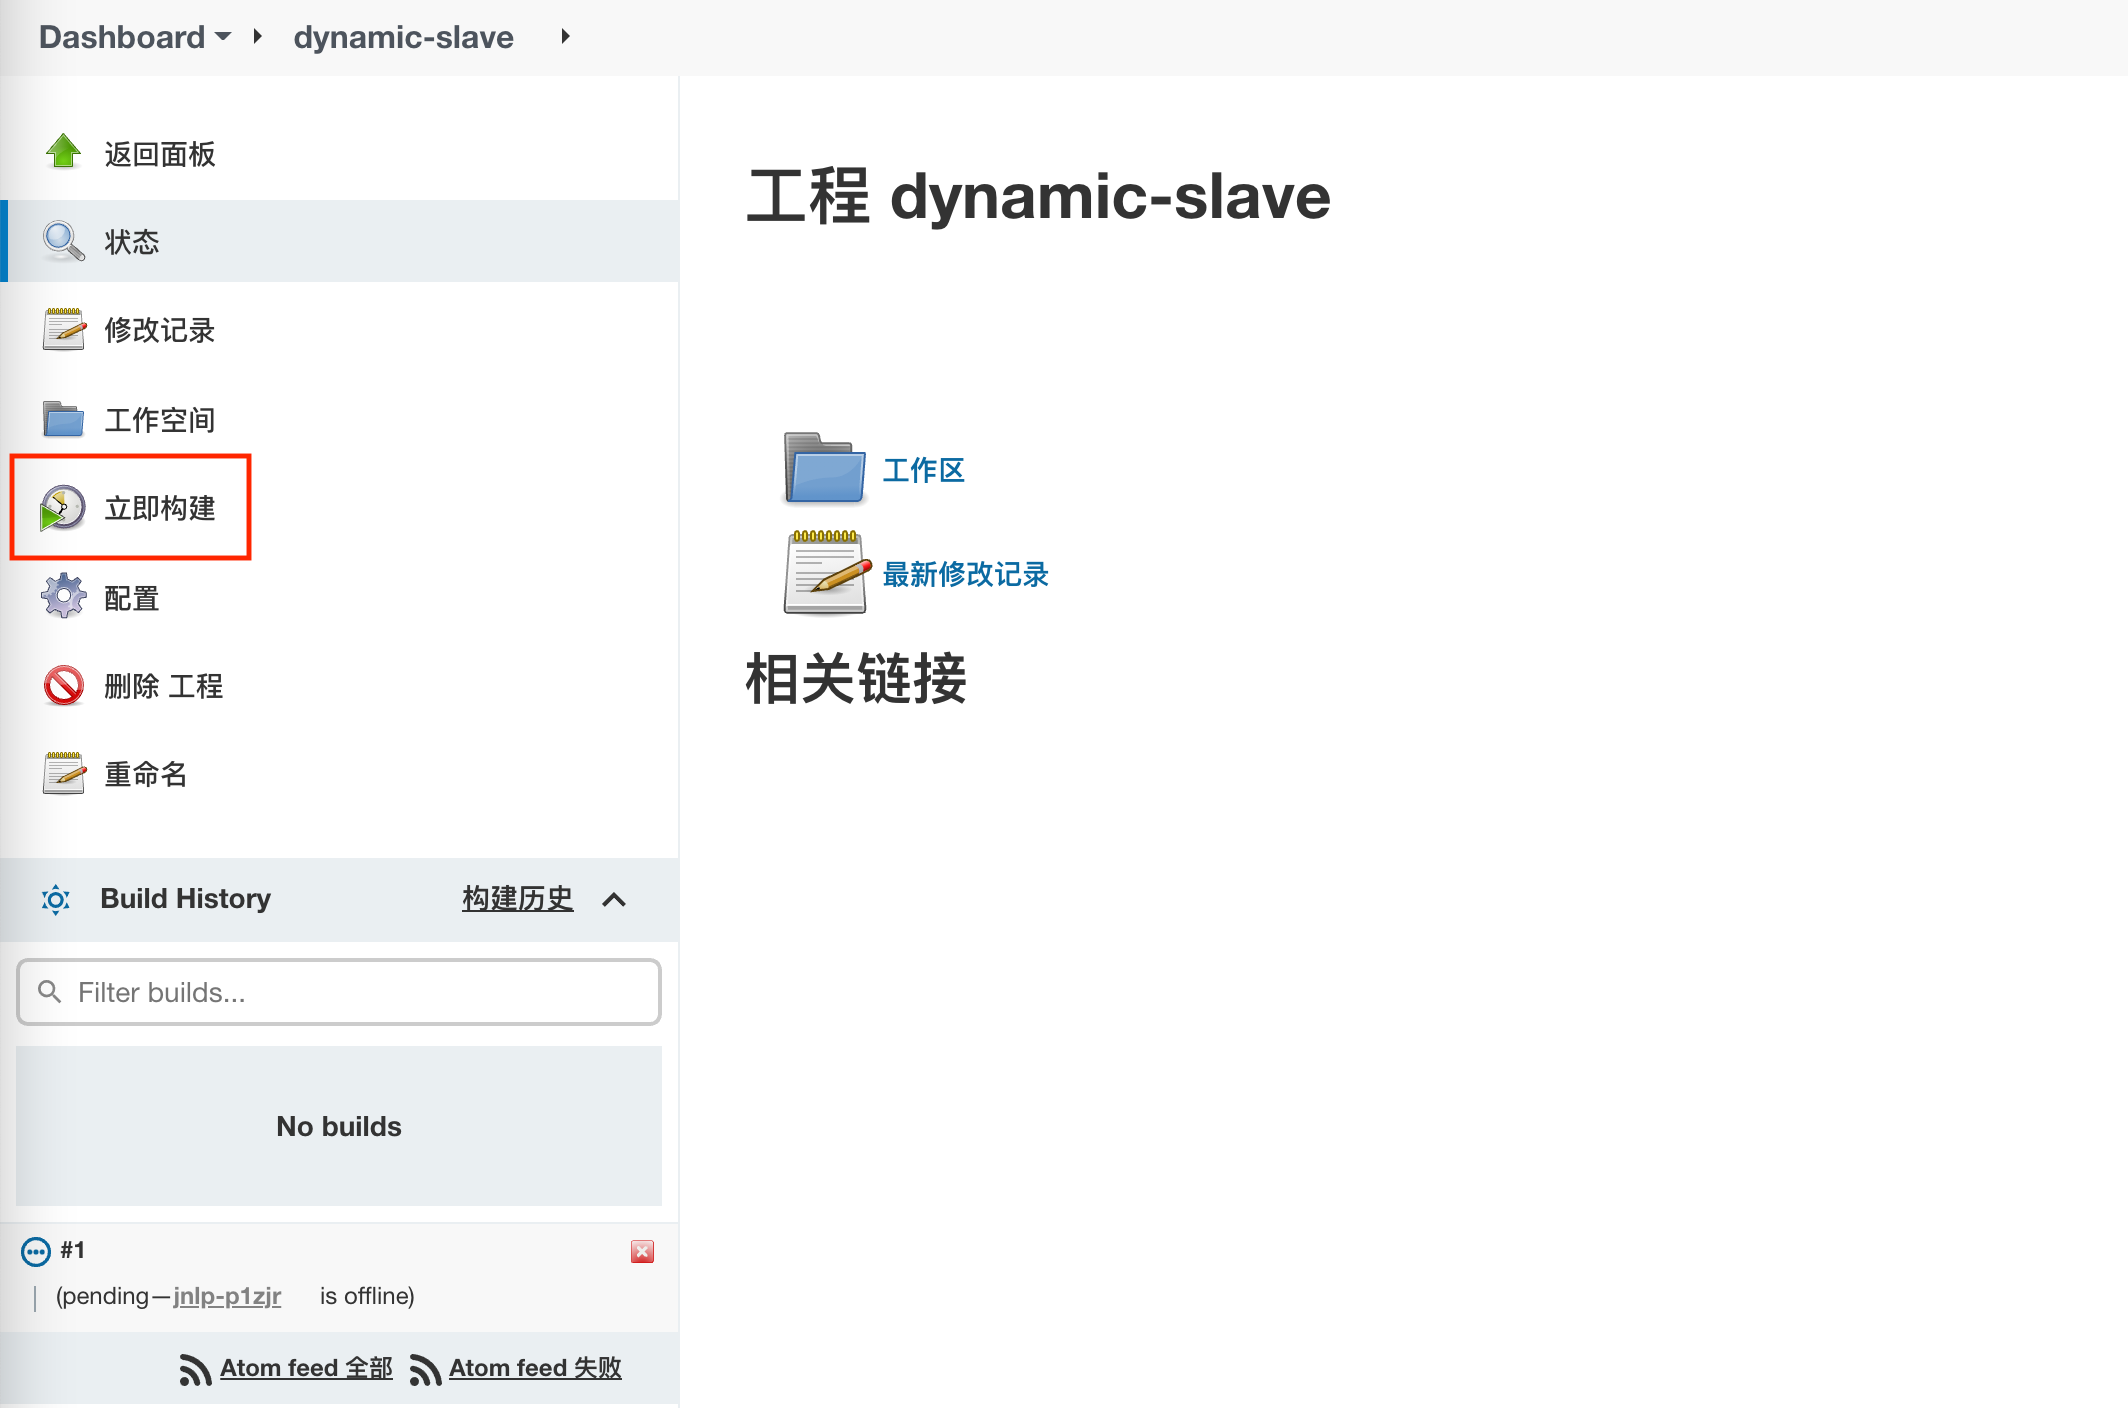 Dashboard dynamic-slave
返回面板
状态
修改记录
工作空间
立即构建
配置
删除 工程
重命名
Build History 构建历史
Filter builds...
No builds
#1
(pending—jnlp-p1zjr is offline)
Atom feed 全部 Atom feed 失败
工程 dynamic-slave
工作区
最新修改记录
相关链接